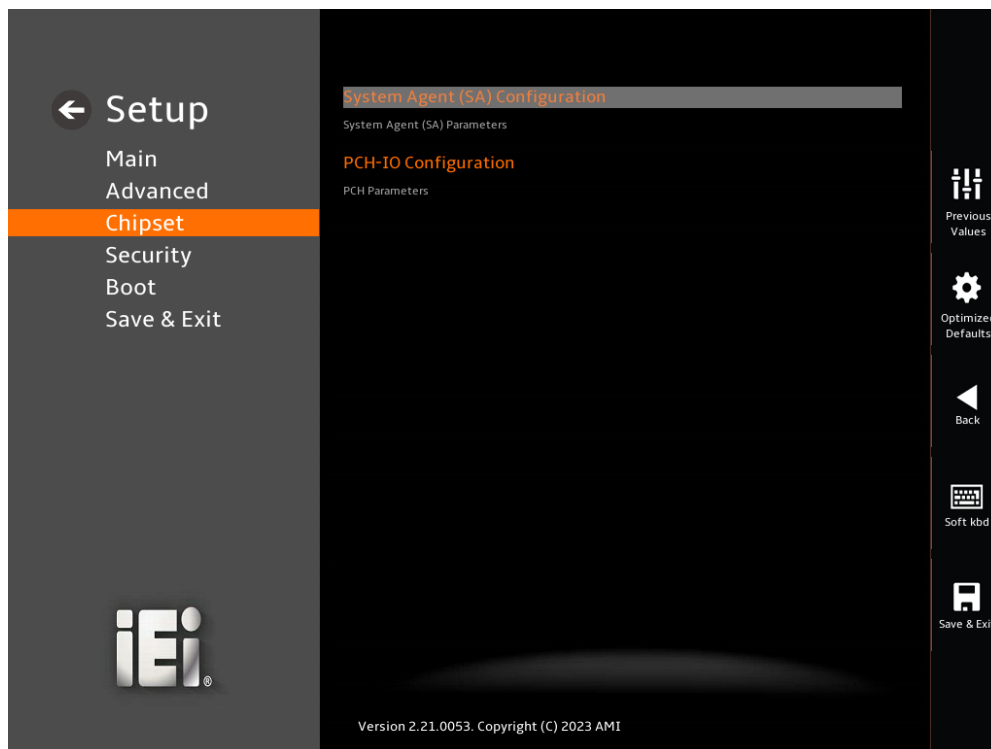 Setup
Main
Advanced
Chipset
Security
Boot
Save & Exit
iEi®
System Agent (SA) Configuration
System Agent (SA) Parameters
PCH-IO Configuration
PCH Parameters
Version 2.21.0053. Copyright (C) 2023 AMI
Previous
Values
Optimized
Defaults
Back
Soft kbd
Save & Exi